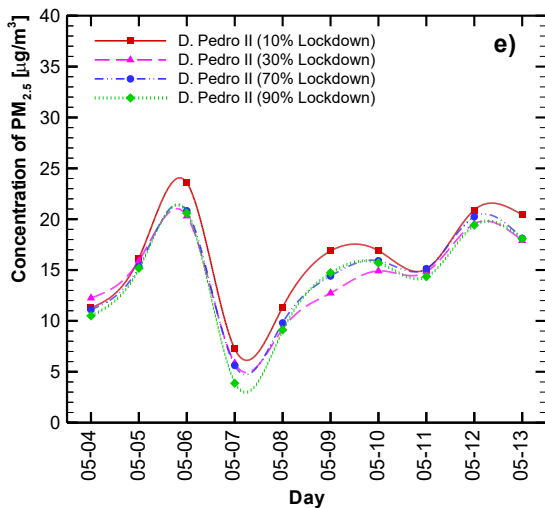 e)
D. Pedro II (10% Lockdown)
D. Pedro II (30% Lockdown)
D. Pedro II (70% Lockdown)
D. Pedro II (90% Lockdown)
Concentration of PM2.5 [µg/m³]
40
35
30
25
20
15
10
5
0
05-04
05-05
05-06
05-07
05-08
05-09
05-10
05-11
05-12
05-13
Day